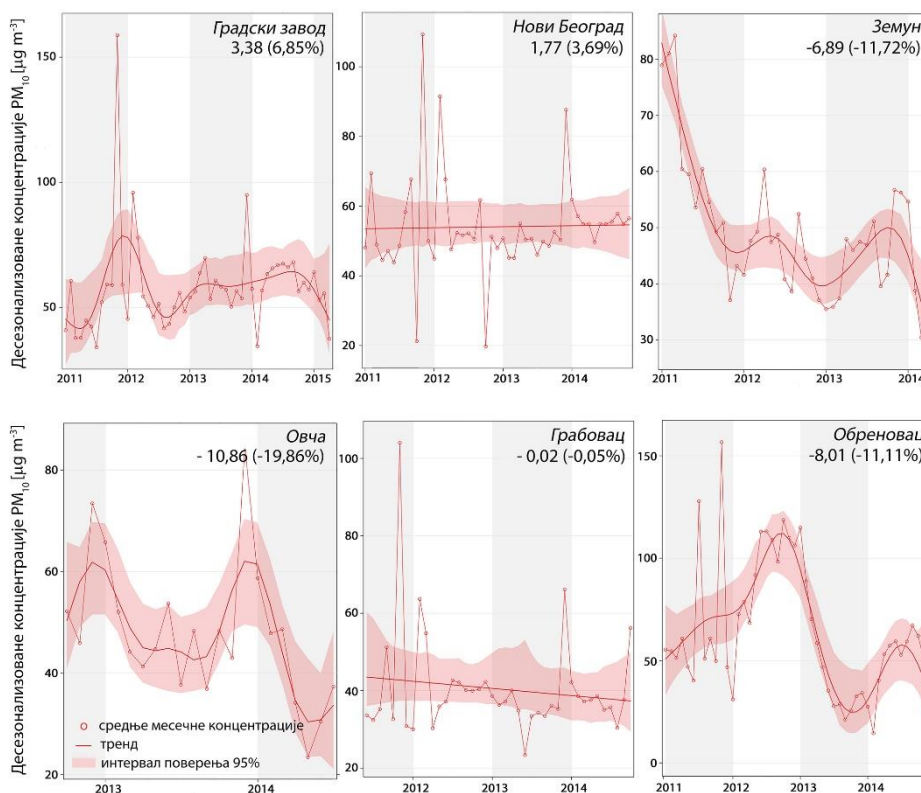 Десезонализоване концентрације PM10 [µg m-3]
Градски завод
3,38 (6,85%)
150
100
50
2011 2012 2013 2014 2015
Нови Београд
1,77 (3,69%)
100
80
60
40
20
2011 2012 2013 2014
Земун
-6,89 (-11,72%)
80
70
60
50
40
30
2011 2012 2013 2014
Десезонализоване концентрације PM10 [µg m-3]
Овча
- 10,86 (-19,86%)
80
60
40
20
средње месечне концентрације
тренд
интервал поверења 95%
2013 2014
Грабовац
- 0,02 (-0,05%)
100
80
60
40
20
2012 2013 2014
Обреновац
-8,01 (-11,11%)
150
100
50
0
2011 2012 2013 2014